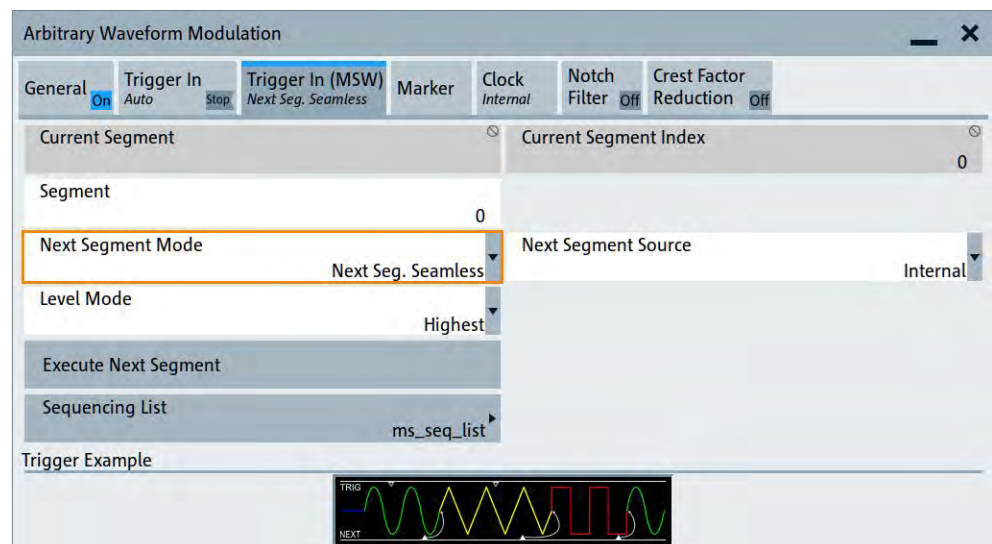 Arbitrary Waveform Modulation
General On
Trigger In
Auto Stop
Trigger In (MSW)
Next Seg. Seamless
Marker
Clock
Internal
Notch
Filter Off
Crest Factor
Reduction Off
Current Segment
Current Segment Index
0
Segment
0
Next Segment Mode
Next Seg. Seamless
Next Segment Source
Internal
Level Mode
Highest
Execute Next Segment
Sequencing List
ms_seq_list
Trigger Example
TRIG
NEXT